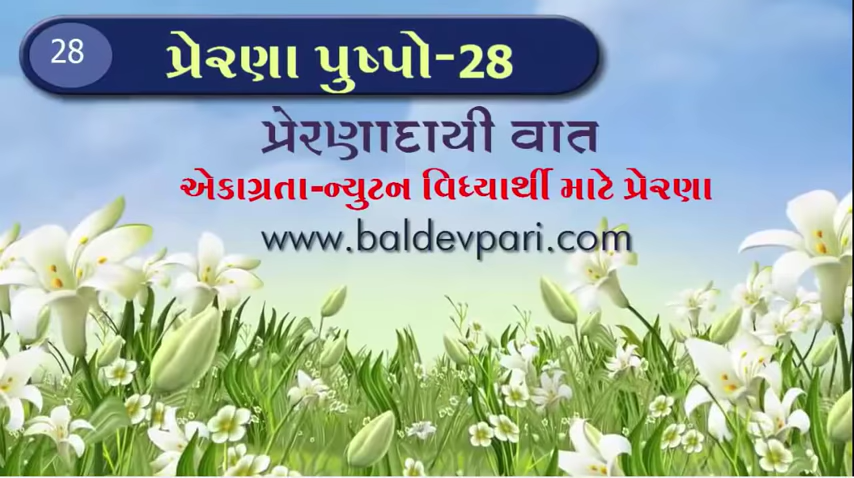 28
પ્રેરણા પુષ્પો-28
પ્રેરણાદાયી વાત
એકાગ્રતા-ન્યુટન વિધ્યાર્થી માટે પ્રેરણા
www.baldevpari.com